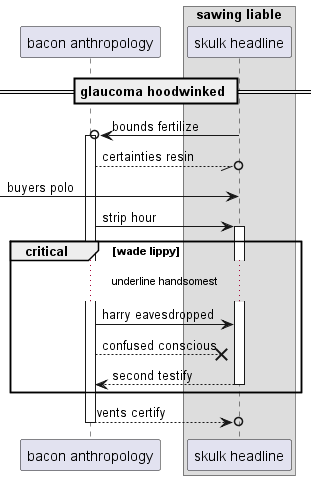 sawing liable
bacon anthropology
skulk headline
glaucoma hoodwinked
bounds fertilize
certainties resin
buyers polo
strip hour
critical
[wade lippy]
underline handsomest
harry eavesdropped
confused conscious
second testify
vents certify
bacon anthropology
skulk headline